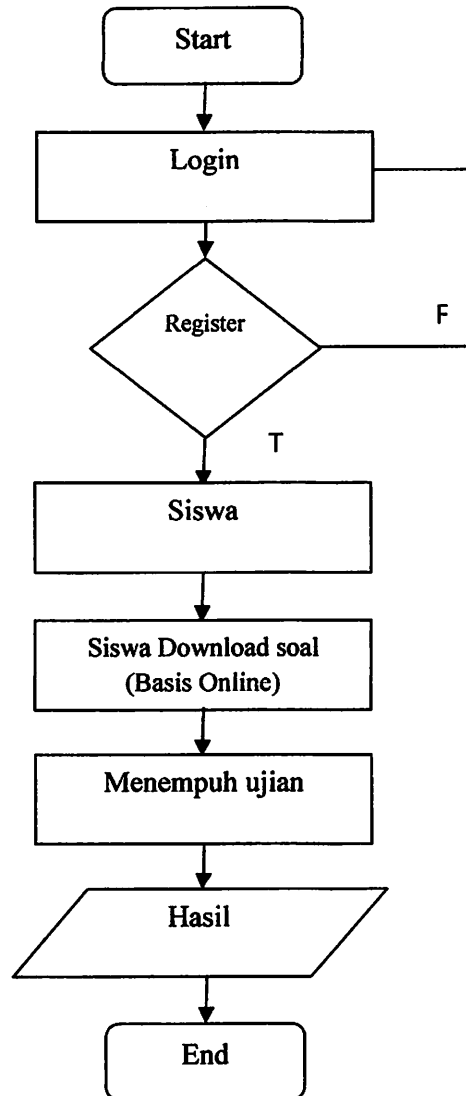 Start
Login
Register
F
T
Siswa
Siswa Download soal
(Basis Online)
Menempuh ujian
Hasil
End